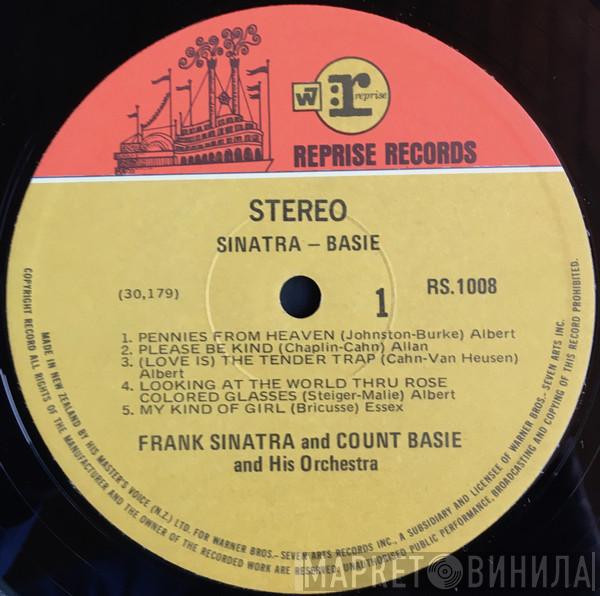 W
r
reprise
REPRISE RECORDS
STEREO
SINATRA – BASIE
(30,179)
1
RS.1008
1. PENNIES FROM HEAVEN (Johnston-Burke) Albert
2. PLEASE BE KIND (Chaplin-Cahn) Allan
3. (LOVE IS) THE TENDER TRAP (Cahn-Van Heusen)
Albert
4. LOOKING AT THE WORLD THRU ROSE
COLORED GLASSES (Steiger-Malie) Albert
5. MY KIND OF GIRL (Bricusse) Essex
FRANK SINATRA and COUNT BASIE
and His Orchestra
MADE IN NEW ZEALAND BY HIS MASTER'S VOICE (N.Z.) LTD. FOR WARNER BROS.– SEVEN ARTS RECORDS INC., A SUBSIDIARY AND LICENSEE OF WARNER BROS.– SEVEN ARTS INC.
COPYRIGHT RECORD ALL RIGHTS OF THE MANUFACTURER AND THE OWNER OF THE RECORDED WORK ARE RESERVED. UNAUTHORISED PUBLIC PERFORMANCE, BROADCASTING AND COPYING OF THIS RECORD PROHIBITED.
МАРКЕТ ВИНИЛА